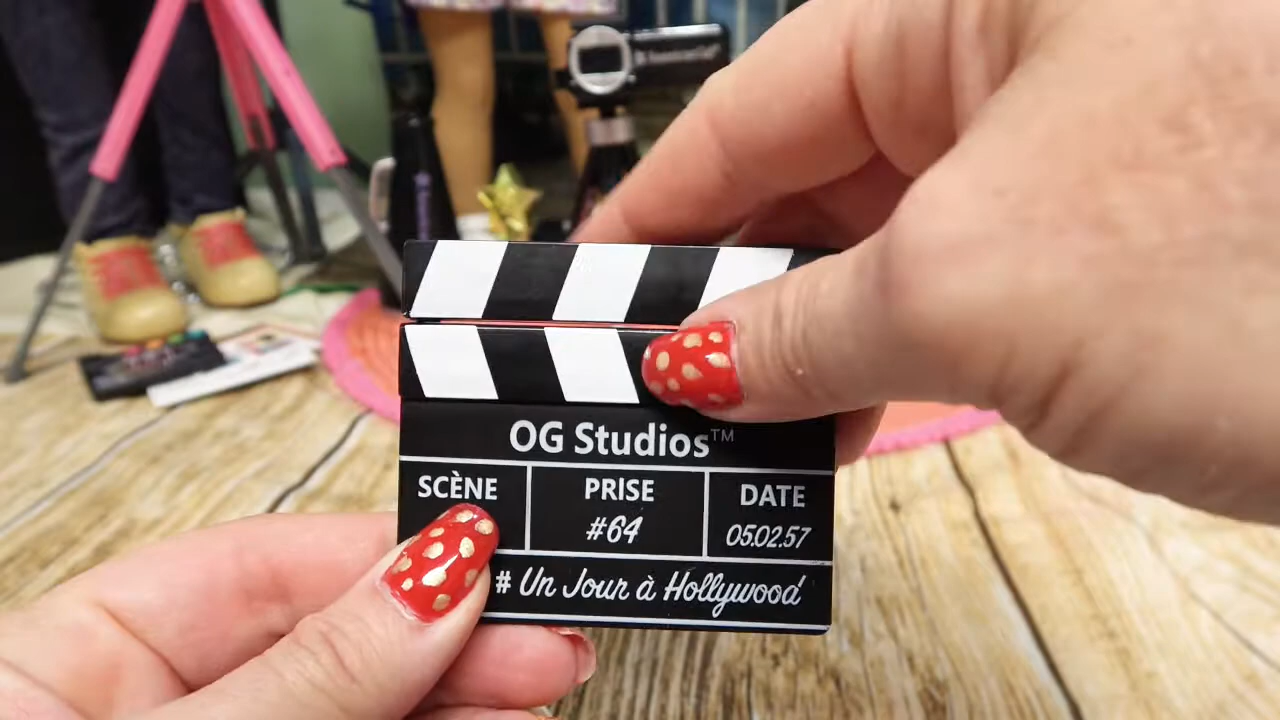 OG Studios™
SCÈNE PRISE DATE
#64 05.02.57
# Un Jour à Hollywood